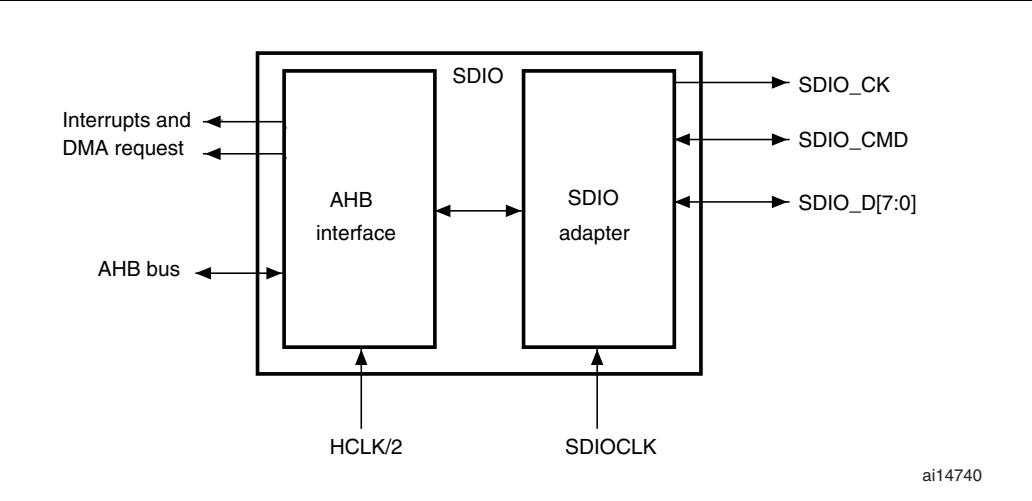 SDIO
SDIO_CK
Interrupts and
DMA request
SDIO_CMD
AHB
interface
SDIO
adapter
SDIO_D[7:0]
AHB bus
HCLK/2
SDIOCLK
ai14740